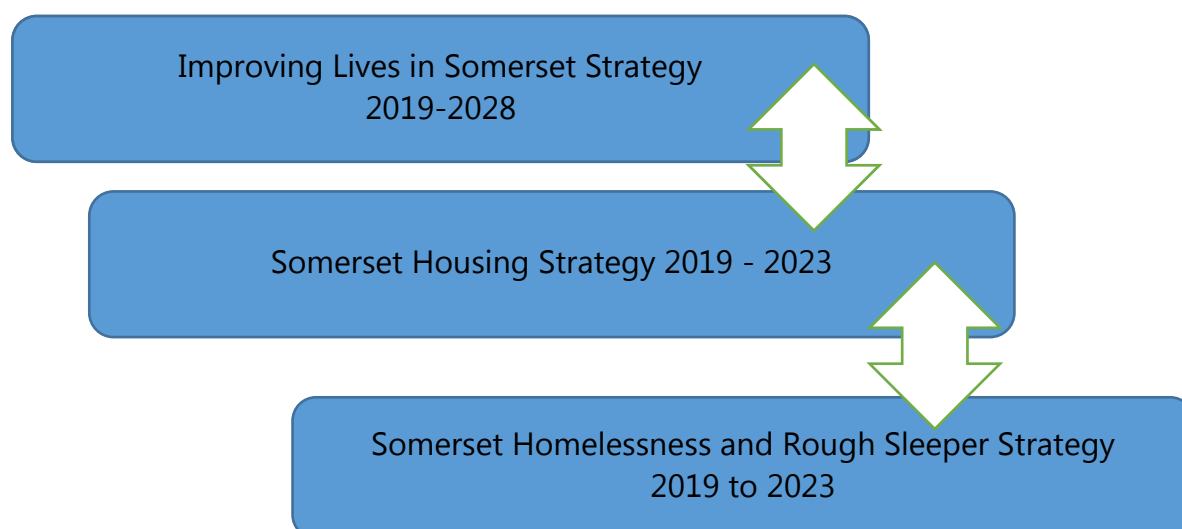 Improving Lives in Somerset Strategy
2019-2028
Somerset Housing Strategy 2019 - 2023
Somerset Homelessness and Rough Sleeper Strategy
2019 to 2023